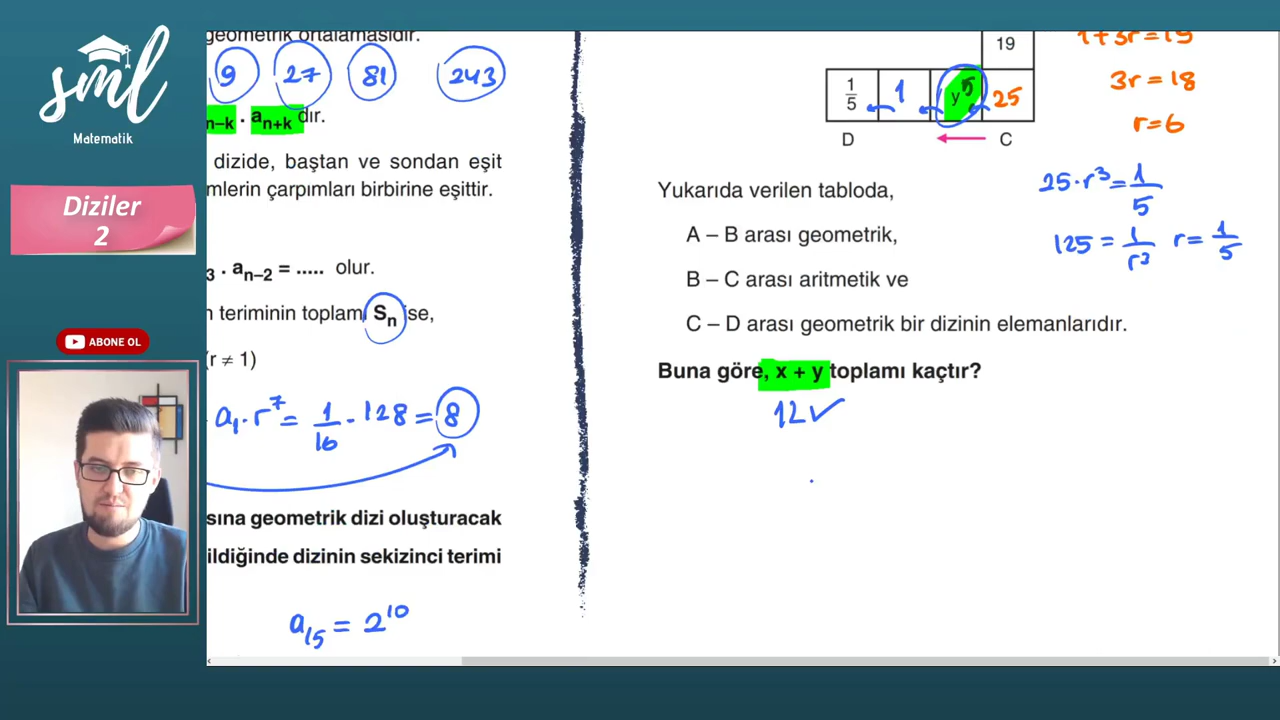 sml
Matematik
Diziler
2
ABONE OL
geometrik ortalamasıdır.
9 27 81 243
n–k . an+k dır.
dizide, baştan ve sondan eşit
mlerin çarpımları birbirine eşittir.
3 . an–2 = ..... olur.
n teriminin toplamı Sn ise,
(r ≠ 1)
a1 · r^7 = 1/16 · 128 = 8
sına geometrik dizi oluşturacak
ildiğinde dizinin sekizinci terimi
a15 = 2^10
19
1/5 1 y 5 25
D C
1+3r=19
3r=18
r=6
25·r^3=1/5
125=1/r^3 r=1/5
Yukarıda verilen tabloda,
A – B arası geometrik,
B – C arası aritmetik ve
C – D arası geometrik bir dizinin elemanlarıdır.
Buna göre, x + y toplamı kaçtır?
12✓